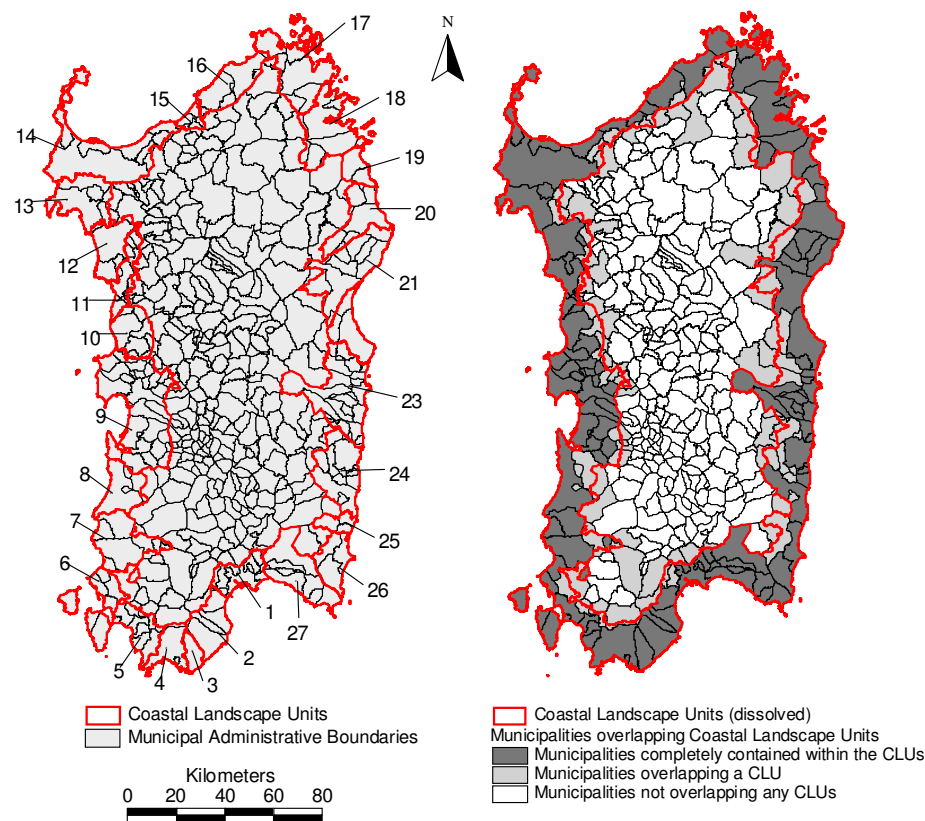 17
N
16
15
18
14
19
13
20
12
21
11
10
23
9
24
8
7
25
6
26
1
27
2
5
4
3
Coastal Landscape Units
Municipal Administrative Boundaries
Kilometers
0 20 40 60 80
Coastal Landscape Units (dissolved)
Municipalities overlapping Coastal Landscape Units
Municipalities completely contained within the CLUs
Municipalities overlapping a CLU
Municipalities not overlapping any CLUs